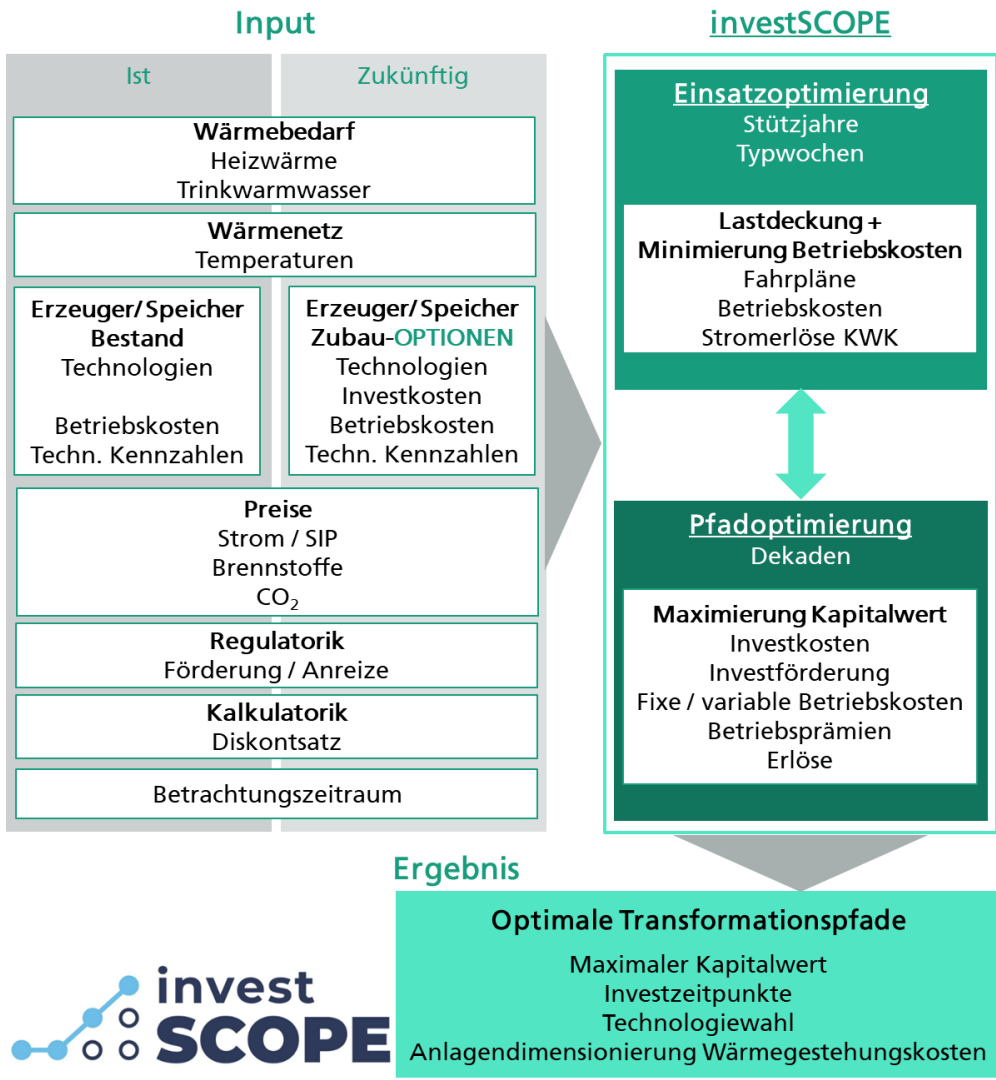 Input
Ist
Zukünftig
Wärmebedarf
Heizwärme
Trinkwarmwasser
Wärmenetz
Temperaturen
Erzeuger/Speicher
Bestand
Technologien
Betriebskosten
Techn. Kennzahlen
Erzeuger/Speicher
Zubau-OPTIONEN
Technologien
Investkosten
Betriebskosten
Techn. Kennzahlen
Preise
Strom / SIP
Brennstoffe
CO₂
Regulatorik
Förderung / Anreize
Kalkulatorik
Diskontsatz
Betrachtungszeitraum
investSCOPE
Einsatzoptimierung
Stützjahre
Typwochen
Lastdeckung +
Minimierung Betriebskosten
Fahrpläne
Betriebskosten
Stromerlöse KWK
Pfadoptimierung
Dekaden
Maximierung Kapitalwert
Investkosten
Investförderung
Fixe / variable Betriebskosten
Betriebsprämien
Erlöse
Ergebnis
Optimale Transformationspfade
Maximaler Kapitalwert
Investzeitpunkte
Technologiewahl
Anlagendimensionierung Wärmegestehungskosten
invest
SCOPE